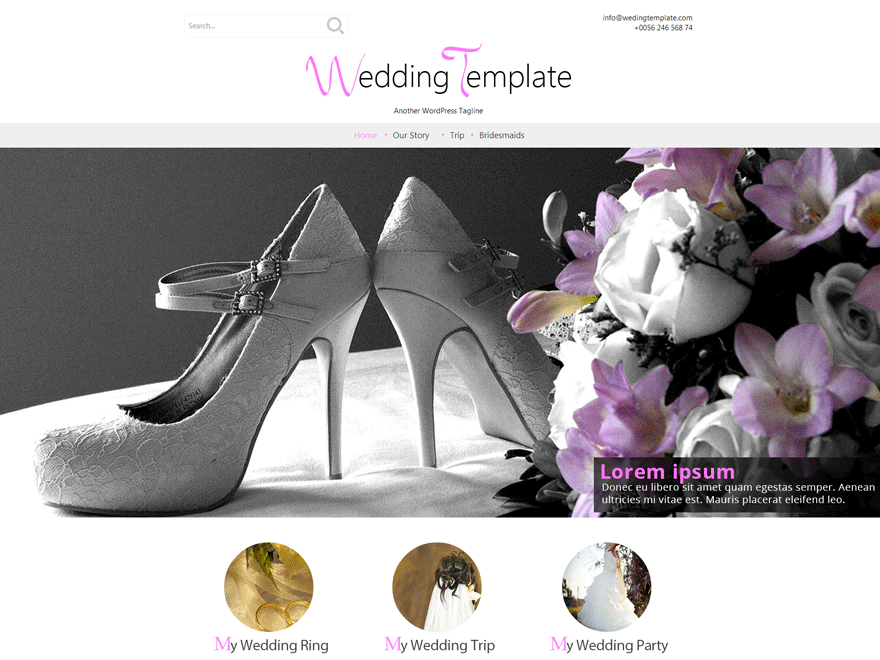 Search...
info@wedingtemplate.com
+0056 246 568 74
Wedding Template
Another WordPress Tagline
Home • Our Story • Trip • Bridesmaids
Lorem ipsum
Donec eu libero sit amet quam egestas semper. Aenean
ultricies mi vitae est. Mauris placerat eleifend leo.
My Wedding Ring
My Wedding Trip
My Wedding Party